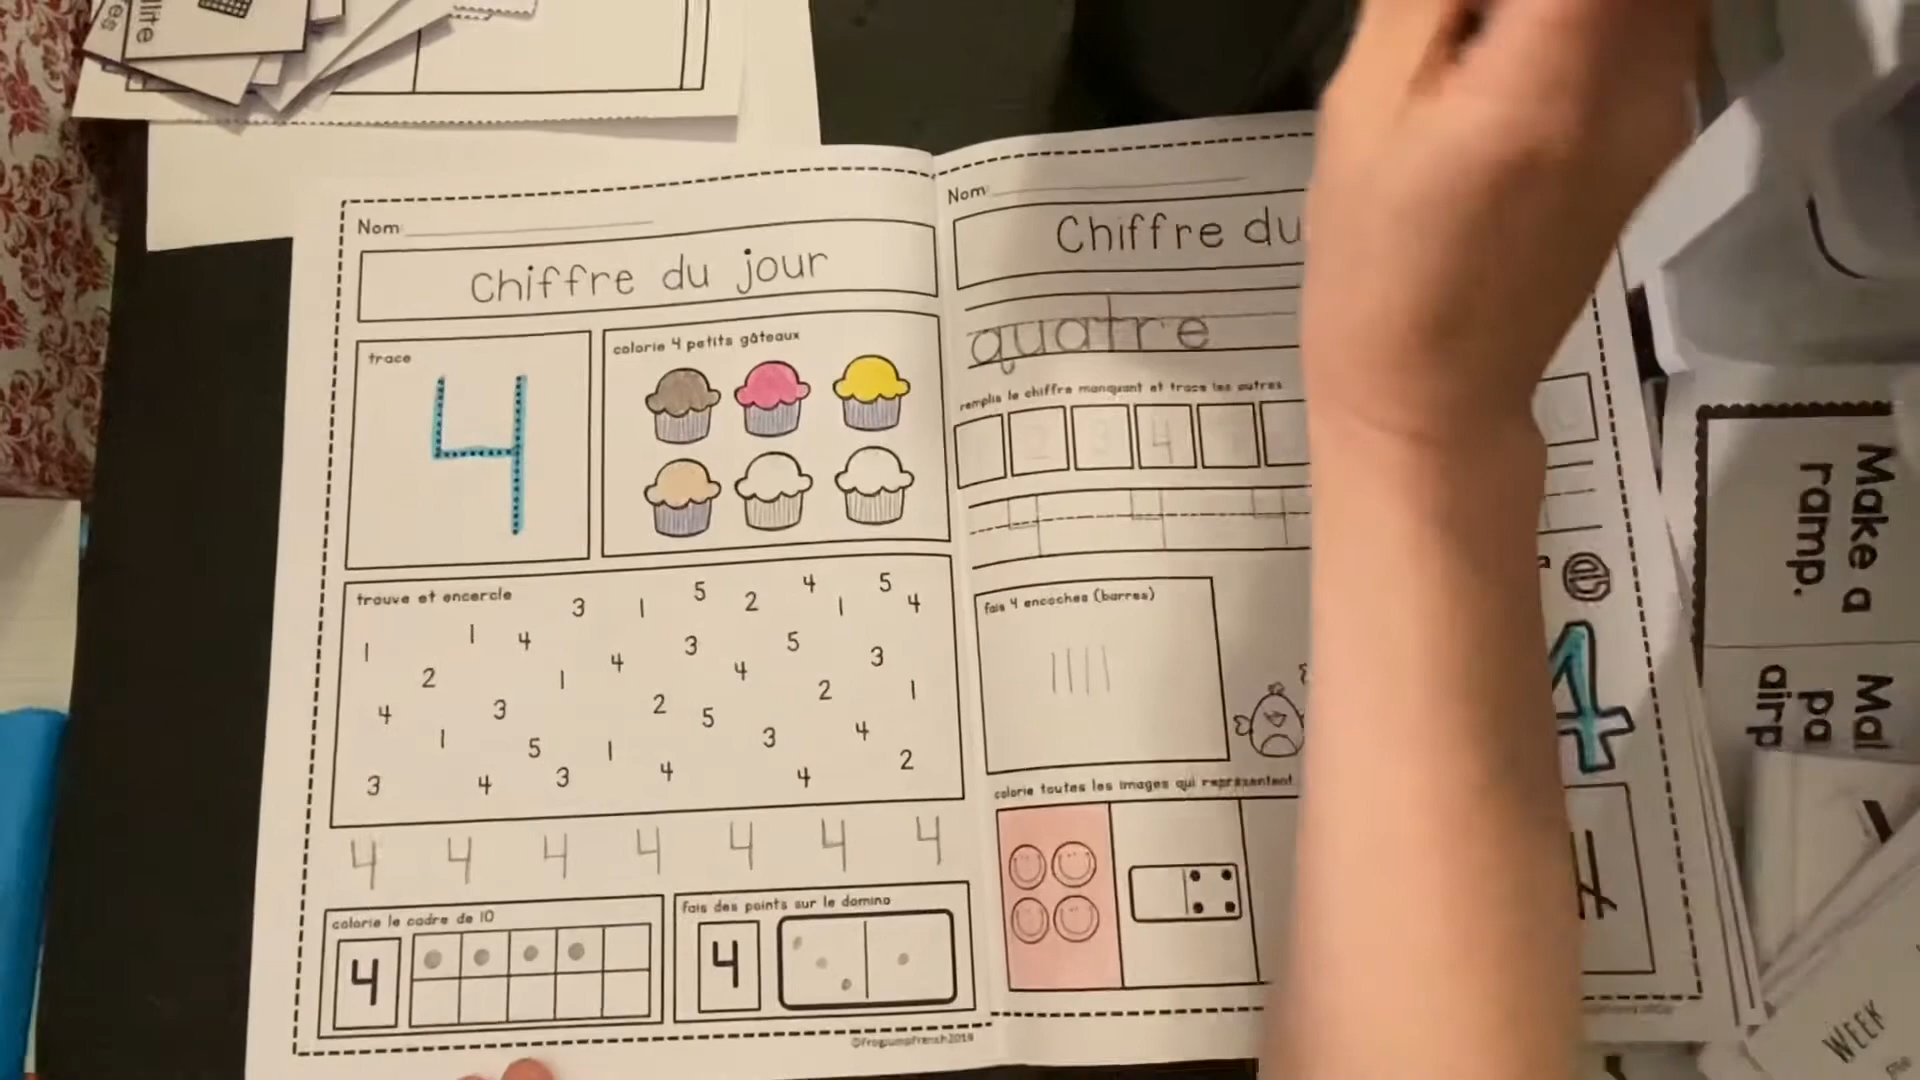 Nom
Chiffre du jour
trace
4
colorie 4 petits gâteaux
trouve et encercle
3 1 5 2 4 1 5 4
1 1 4 4 3 4 5 3
2 1 2 2 1
4 3 5 3 4
1 5 1 2
3 4 3 4 4
4 4 4 4 4 4 4
colorie le cadre de 10
4
fais des points sur le domino
4
©frogjumpfrench2019
Nom
Chiffre du
quatre
remplis le chiffre manquant et trace les autres
2 3 4
fais 4 encoches (barres)
colorie toutes les images qui représentent
4
Make a
ramp.
Mal
pa
airp
WEEK